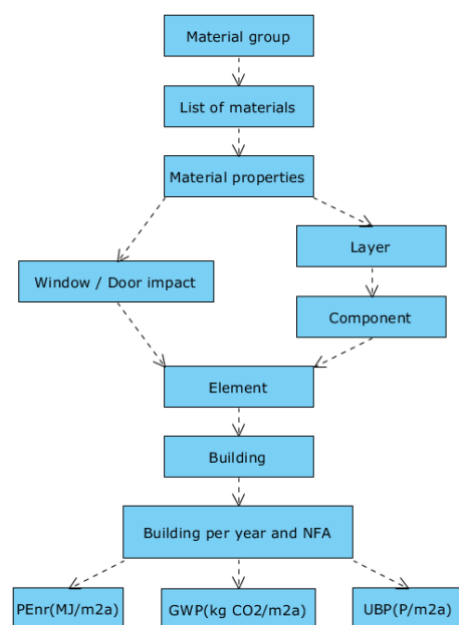 Material group
List of materials
Material properties
Layer
Window / Door impact
Component
Element
Building
Building per year and NFA
PEnr(MJ/m2a)
GWP(kg CO2/m2a)
UBP(P/m2a)